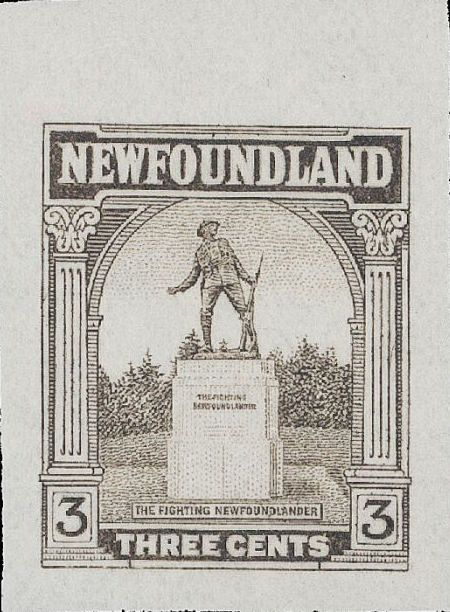 NEWFOUNDLAND
THE FIGHTING
NEWFOUNDLANDER
THE FIGHTING NEWFOUNDLANDER
3
3
THREE CENTS